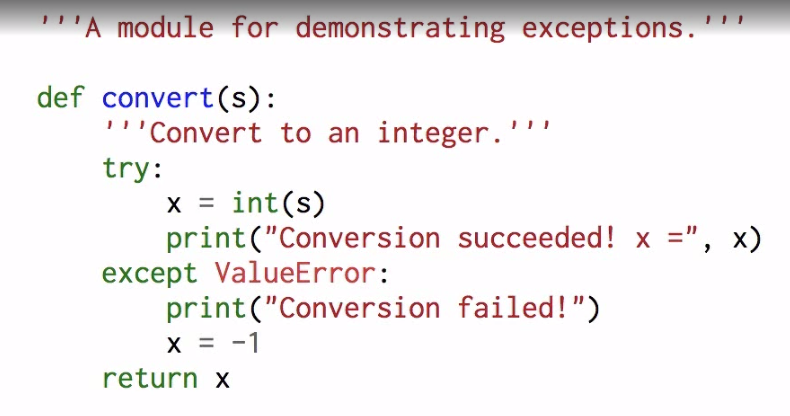 '''A module for demonstrating exceptions.'''
def convert(s):
'''Convert to an integer.'''
try:
x = int(s)
print("Conversion succeeded! x =", x)
except ValueError:
print("Conversion failed!")
x = -1
return x